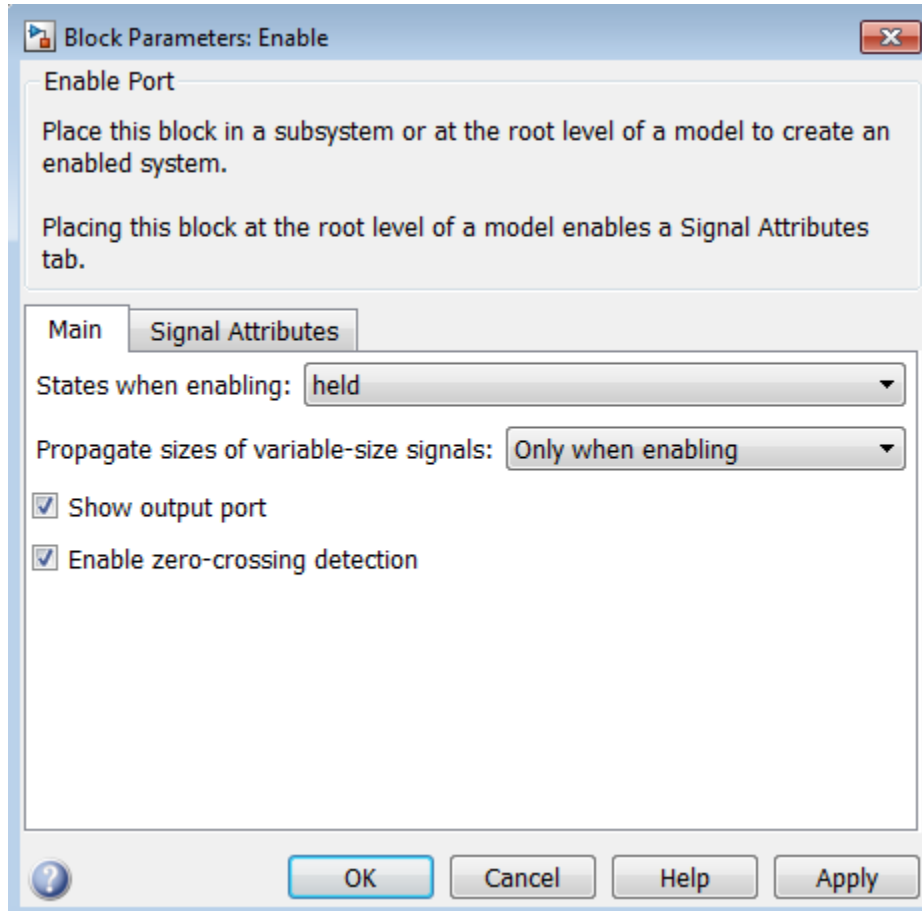 Block Parameters: Enable
Enable Port
Place this block in a subsystem or at the root level of a model to create an
enabled system.
Placing this block at the root level of a model enables a Signal Attributes
tab.
Main Signal Attributes
States when enabling: held
Propagate sizes of variable-size signals: Only when enabling
Show output port
Enable zero-crossing detection
? OK Cancel Help Apply